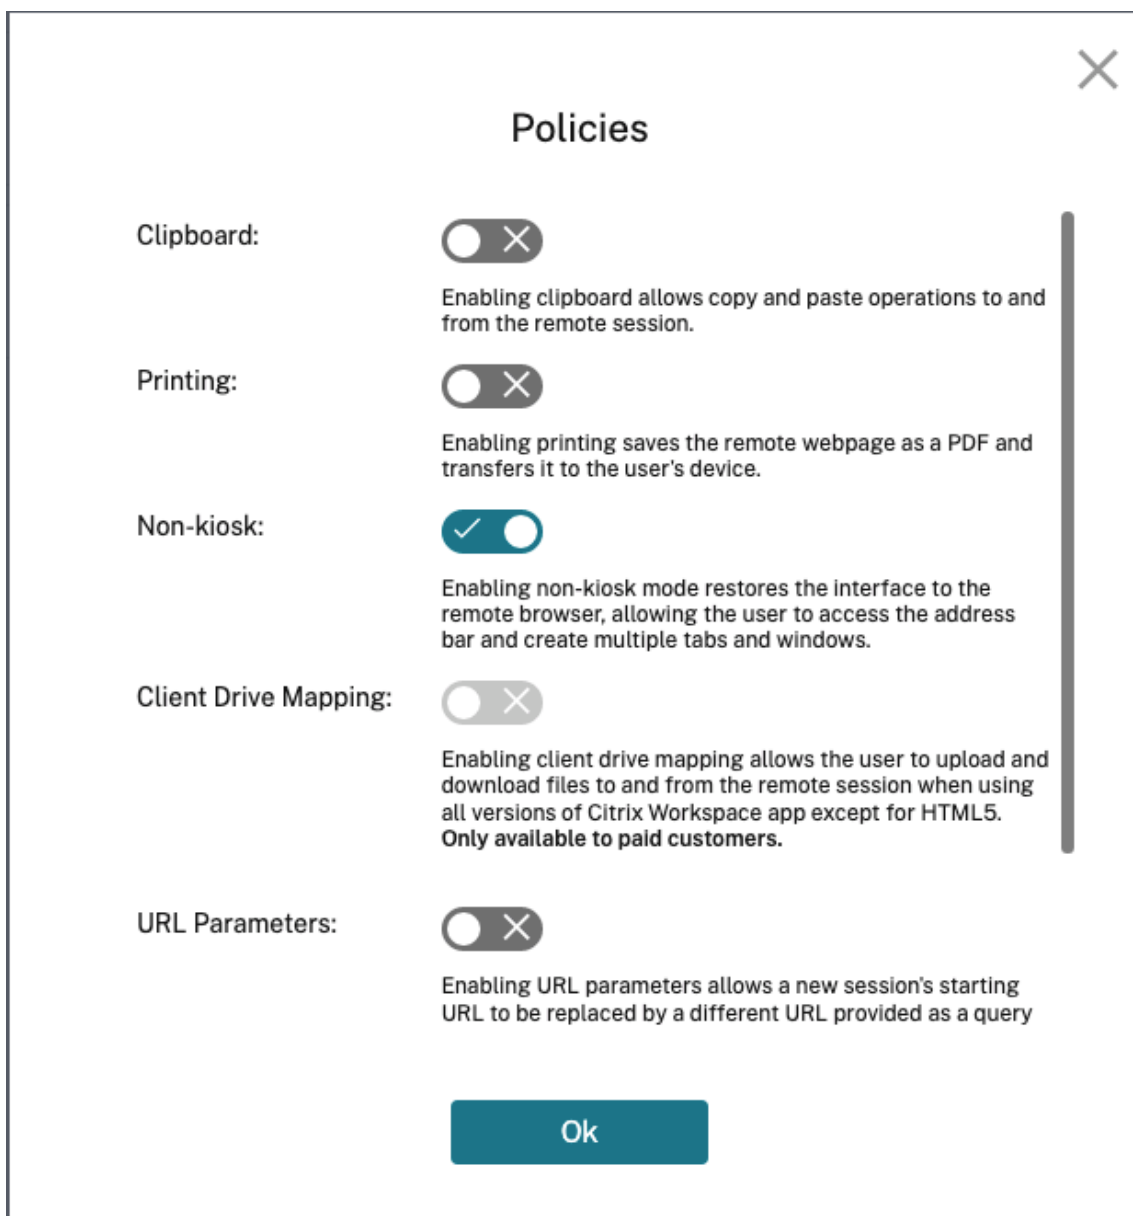 Policies
Clipboard:
Enabling clipboard allows copy and paste operations to and
from the remote session.
Printing:
Enabling printing saves the remote webpage as a PDF and
transfers it to the user's device.
Non-kiosk:
Enabling non-kiosk mode restores the interface to the
remote browser, allowing the user to access the address
bar and create multiple tabs and windows.
Client Drive Mapping:
Enabling client drive mapping allows the user to upload and
download files to and from the remote session when using
all versions of Citrix Workspace app except for HTML5.
Only available to paid customers.
URL Parameters:
Enabling URL parameters allows a new session's starting
URL to be replaced by a different URL provided as a query
Ok